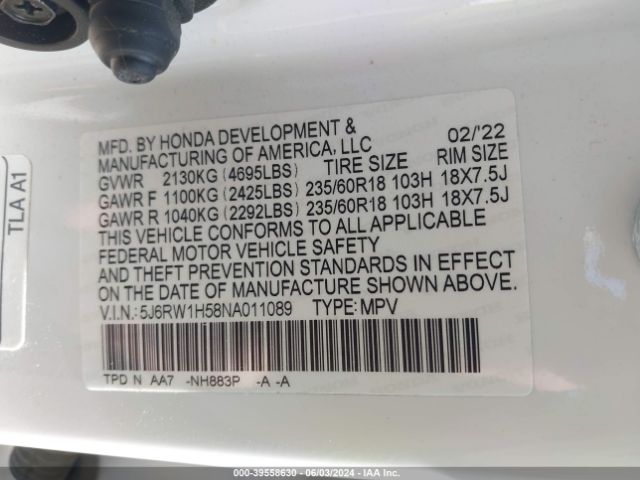 MFD. BY HONDA DEVELOPMENT & 02/'22
MANUFACTURING OF AMERICA, LLC
GVWR 2130KG (4695LBS) TIRE SIZE RIM SIZE
GAWR F 1100KG (2425LBS) 235/60R18 103H 18X7.5J
GAWR R 1040KG (2292LBS) 235/60R18 103H 18X7.5J
THIS VEHICLE CONFORMS TO ALL APPLICABLE
FEDERAL MOTOR VEHICLE SAFETY
AND THEFT PREVENTION STANDARDS IN EFFECT
ON THE DATE OF MANUFACTURE SHOWN ABOVE.
V.I.N.: 5J6RW1H58NA011089 TYPE: MPV
TPD N AA7 -NH883P -A -A
TLA A1
000-39558630 - 06/03/2024 - IAAI.com